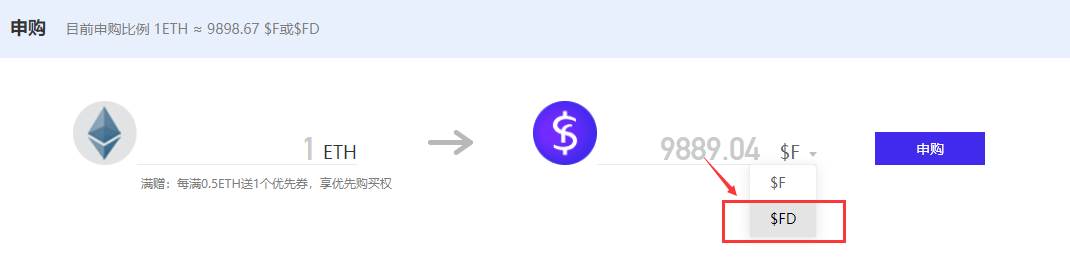 申购 目前申购比例 1ETH ≈ 9898.67 $F或$FD
1 ETH 9889.04 $F 申购
满赠：每满0.5ETH送1个优先券，享优先购买权
$F
$FD